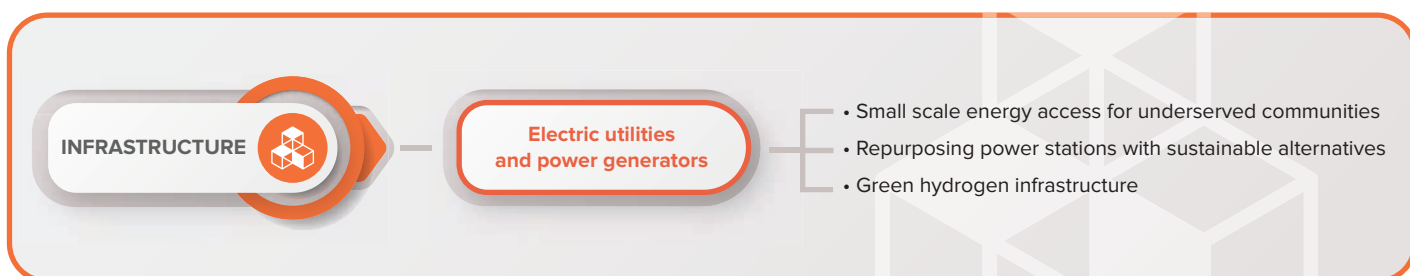 INFRASTRUCTURE
Electric utilities
and power generators
• Small scale energy access for underserved communities
• Repurposing power stations with sustainable alternatives
• Green hydrogen infrastructure